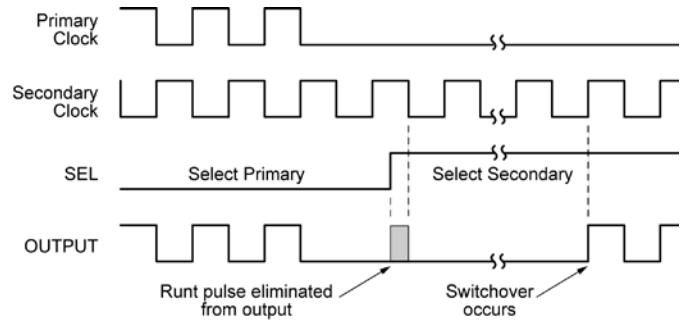 Primary
Clock
Secondary
Clock
SEL
Select Primary
Select Secondary
OUTPUT
Runt pulse eliminated
from output
Switchover
occurs